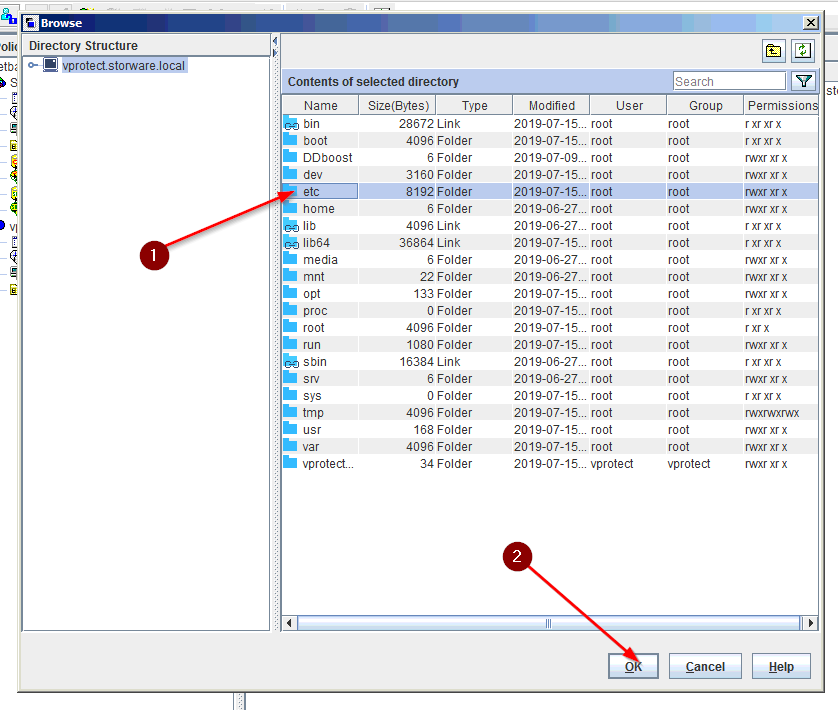 Browse
Directory Structure
vprotect.storware.local
Contents of selected directory
Search
Name Size(Bytes) Type Modified User Group Permissions
bin 28672 Link 2019-07-15... root root r xr xr x
boot 4096 Folder 2019-07-15... root root r xr xr x
DDboost 6 Folder 2019-07-09... root root rwxr xr x
dev 3160 Folder 2019-07-15... root root rwxr xr x
etc 8192 Folder 2019-07-15... root root rwxr xr x
home 6 Folder 2019-06-27... root root rwxr xr x
lib 4096 Link 2019-07-15... root root r xr xr x
lib64 36864 Link 2019-07-15... root root r xr xr x
media 6 Folder 2019-06-27... root root rwxr xr x
mnt 22 Folder 2019-06-27... root root rwxr xr x
opt 133 Folder 2019-07-15... root root rwxr xr x
proc 0 Folder 2019-07-15... root root r xr xr x
root 4096 Folder 2019-07-15... root root r xr x
run 1080 Folder 2019-07-15... root root rwxr xr x
sbin 16384 Link 2019-06-27... root root r xr xr x
srv 6 Folder 2019-06-27... root root rwxr xr x
sys 0 Folder 2019-07-15... root root r xr xr x
tmp 4096 Folder 2019-07-15... root root rwxrwxrwx
usr 168 Folder 2019-07-15... root root rwxr xr x
var 4096 Folder 2019-07-15... root root rwxr xr x
vprotect... 34 Folder 2019-07-15... vprotect vprotect rwxr xr x
1
2
OK Cancel Help